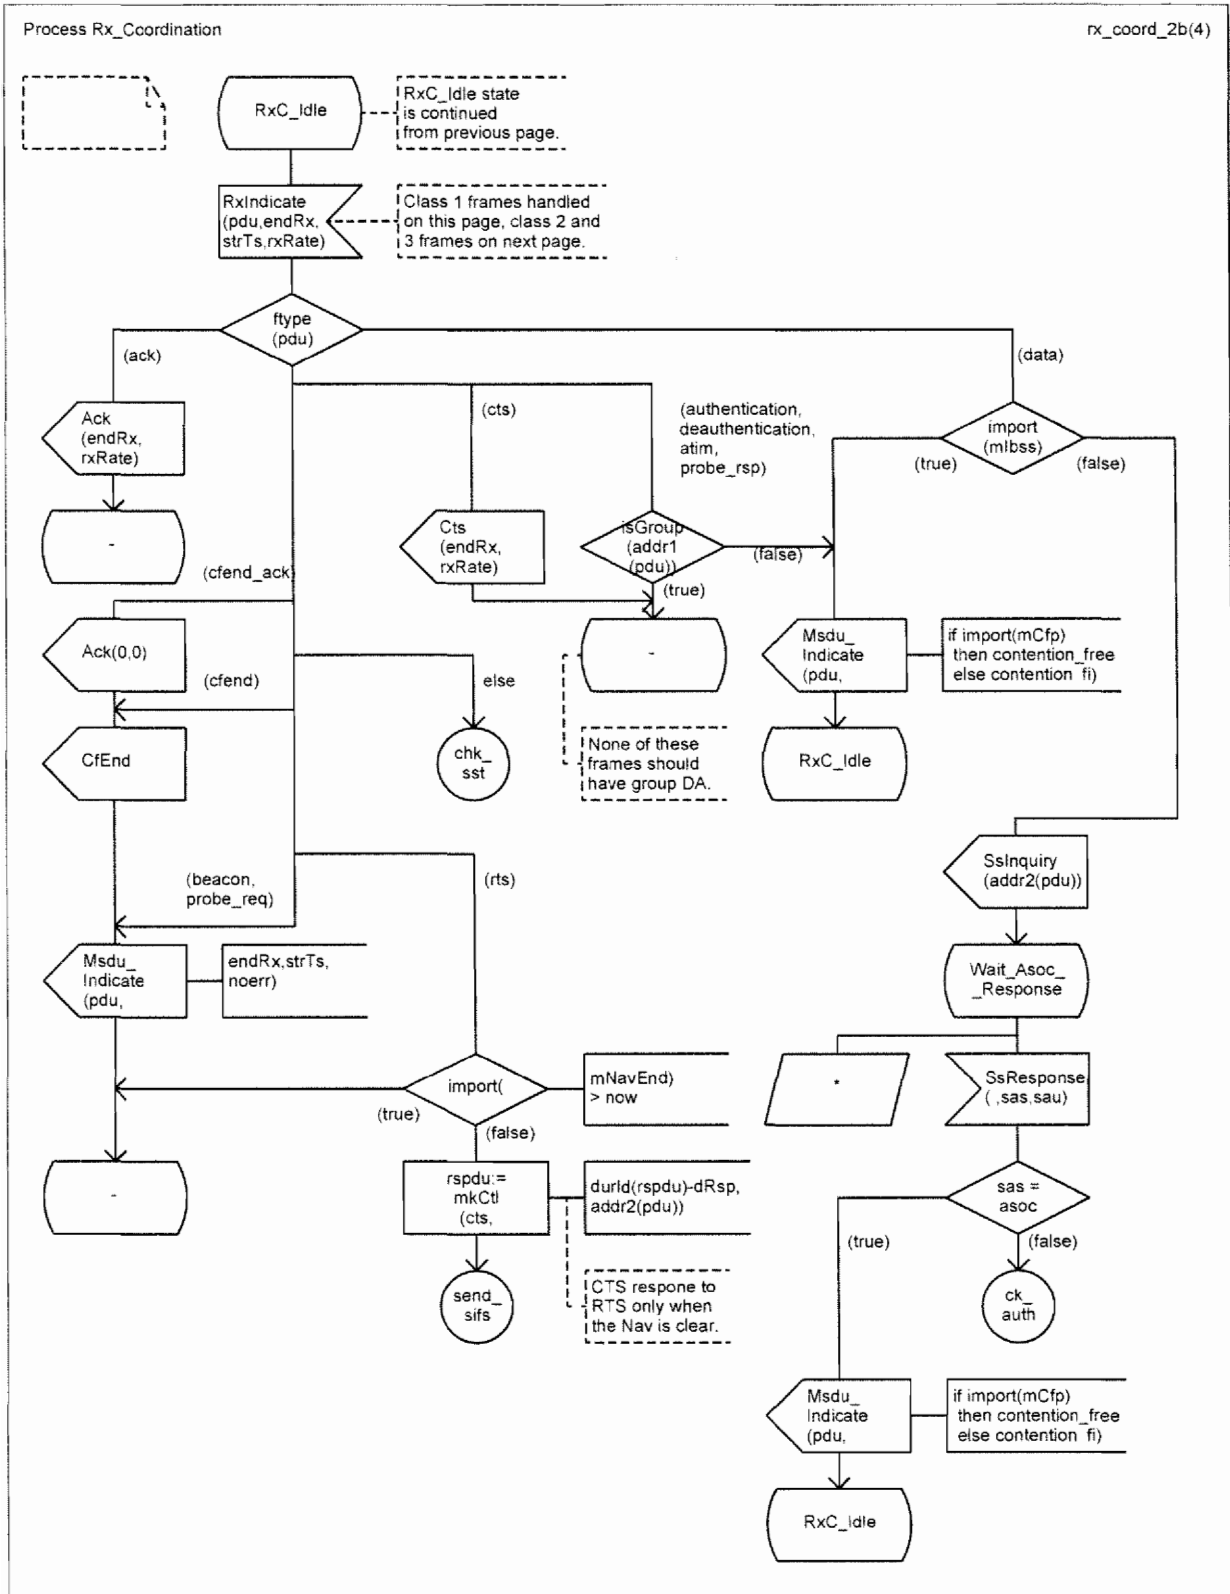 Process Rx_Coordination
rx_coord_2b(4)
RxC_Idle
RxC_Idle state
is continued
from previous page.
RxIndicate
(pdu,endRx,
strTs,rxRate)
Class 1 frames handled
on this page, class 2 and
3 frames on next page.
ftype
(pdu)
(ack)
(data)
Ack
(endRx,
rxRate)
(cts)
(authentication,
deauthentication,
atim,
probe_rsp)
import
(mIbss)
(true)
(false)
-
Cts
(endRx,
rxRate)
isGroup
(addr1
(pdu))
(false)
(true)
(cfend_ack)
Ack(0,0)
(cfend)
else
-
Msdu_
Indicate
(pdu,
if import(mCfp)
then contention_free
else contention_fi)
CfEnd
chk_
sst
None of these
frames should
have group DA.
RxC_Idle
SsInquiry
(addr2(pdu))
(beacon,
probe_req)
(rts)
Msdu_
Indicate
(pdu,
endRx,strTs,
noerr)
Wait_Asoc_
_Response
*
SsResponse
( ,sas,sau)
import(
mNavEnd)
> now
(true)
(false)
-
rspdu:=
mkCtl
(cts,
durId(rspdu)-dRsp,
addr2(pdu))
sas =
asoc
(true)
(false)
send_
sifs
CTS respone to
RTS only when
the Nav is clear.
ck_
auth
Msdu_
Indicate
(pdu,
if import(mCfp)
then contention_free
else contention_fi)
RxC_Idle